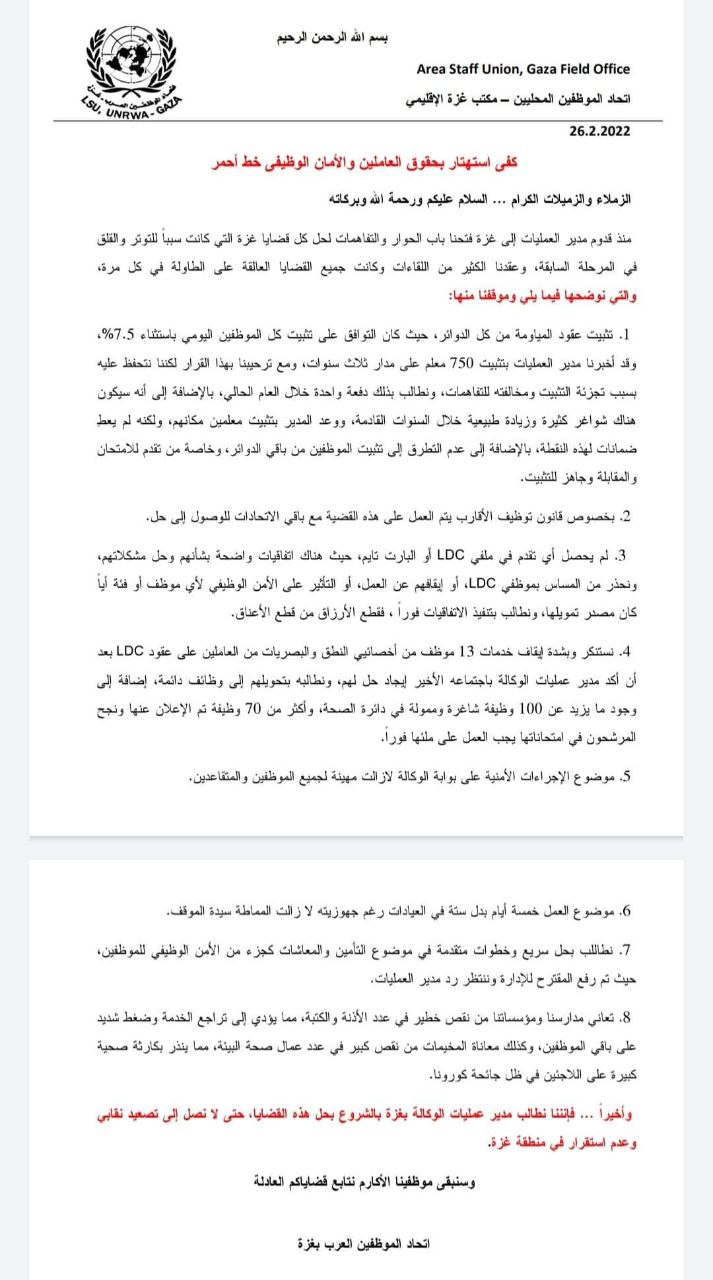 بسم الله الرحمن الرحيم
اتحاد الموظفين العرب - غزة
LSU, UNRWA - GAZA
Area Staff Union, Gaza Field Office
اتحاد الموظفين المحليين – مكتب غزة الإقليمي
26.2.2022
كفى استهتار بحقوق العاملين والأمان الوظيفي خط أحمر
الزملاء والزميلات الكرام ... السلام عليكم ورحمة الله وبركاته
منذ قدوم مدير العمليات إلى غزة فتحنا باب الحوار والتفاهمات لحل كل قضايا غزة التي كانت سبباً للتوتر والقلق
في المرحلة السابقة، وعقدنا الكثير من اللقاءات وكانت جميع القضايا العالقة على الطاولة في كل مرة،
والتي نوضحها فيما يلي وموقفنا منها:
1. تثبيت عقود المياومة من كل الدوائر، حيث كان التوافق على تثبيت كل الموظفين اليومي باستثناء 7.5%،
وقد أخبرنا مدير العمليات بتثبيت 750 معلم على مدار ثلاث سنوات، ومع ترحيبنا بهذا القرار لكننا نتحفظ عليه
بسبب تجزئة التثبيت ومخالفته للتفاهمات، ونطالب بذلك دفعة واحدة خلال العام الحالي، بالإضافة إلى أنه سيكون
هناك شواغر كثيرة وزيادة طبيعية خلال السنوات القادمة، ووعد المدير بتثبيت معلمين مكانهم، ولكنه لم يعطِ
ضمانات لهذه النقطة، بالإضافة إلى عدم التطرق إلى تثبيت الموظفين من باقي الدوائر، وخاصة من تقدم للامتحان
والمقابلة وجاهز للتثبيت.
2. بخصوص قانون توظيف الأقارب يتم العمل على هذه القضية مع باقي الاتحادات للوصول إلى حل.
3. لم يحصل أي تقدم في ملفي LDC أو البارت تايم، حيث هناك اتفاقيات واضحة بشأنهم وحل مشكلاتهم،
ونحذر من المساس بموظفي LDC، أو إيقافهم عن العمل، أو التأثير على الأمن الوظيفي لأي موظف أو فئة أياً
كان مصدر تمويلها، ونطالب بتنفيذ الاتفاقيات فوراً ، فقطع الأرزاق من قطع الأعناق.
4. نستنكر وبشدة إيقاف خدمات 13 موظف من أخصائيي النطق والبصريات من العاملين على عقود LDC بعد
أن أكد مدير عمليات الوكالة باجتماعه الأخير إيجاد حل لهم، ونطالبه بتحويلهم إلى وظائف دائمة، إضافة إلى
وجود ما يزيد عن 100 وظيفة شاغرة وممولة في دائرة الصحة، وأكثر من 70 وظيفة تم الإعلان عنها ونجح
المرشحون في امتحاناتها يجب العمل على ملئها فوراً.
5. موضوع الإجراءات الأمنية على بوابة الوكالة لازالت مهينة لجميع الموظفين والمتقاعدين.
6. موضوع العمل خمسة أيام بدل ستة في العيادات رغم جهوزيته لا زالت المماطة سيدة الموقف.
7. نطاللب بحل سريع وخطوات متقدمة في موضوع التأمين والمعاشات كجزء من الأمن الوظيفي للموظفين،
حيث تم رفع المقترح للإدارة وننتظر رد مدير العمليات.
8. تعاني مدارسنا ومؤسساتنا من نقص خطير في عدد الأذنة والكتبة، مما يؤدي إلى تراجع الخدمة وضغط شديد
على باقي الموظفين، وكذلك معاناة المخيمات من نقص كبير في عدد عمال صحة البيئة، مما ينذر بكارثة صحية
كبيرة على اللاجئين في ظل جائحة كورونا.
وأخيراً ... فإننا نطالب مدير عمليات الوكالة بغزة بالشروع بحل هذه القضايا، حتى لا نصل إلى تصعيد نقابي
وعدم استقرار في منطقة غزة.
وسنبقى موظفينا الأكارم نتابع قضاياكم العادلة
اتحاد الموظفين العرب بغزة